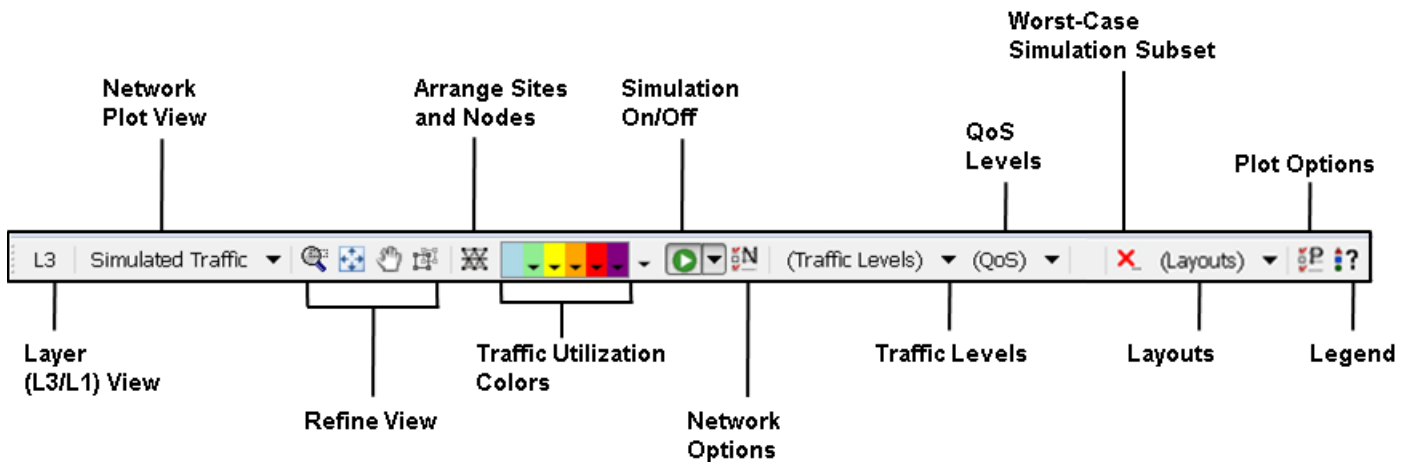 Worst-Case
Simulation Subset
Network
Plot View
Arrange Sites
and Nodes
Simulation
On/Off
QoS
Levels
Plot Options
L3 Simulated Traffic N (Traffic Levels) (QoS) (Layouts) P ?
Layer
(L3/L1) View
Traffic Utilization
Colors
Traffic Levels
Layouts
Legend
Refine View
Network
Options